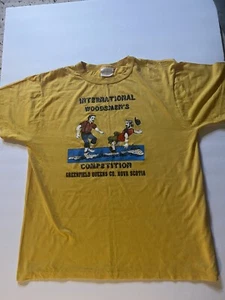 INTERNATIONAL
WOODSMEN'S
COMPETITION
GREENFIELD QUEENS CO. NOVA SCOTIA